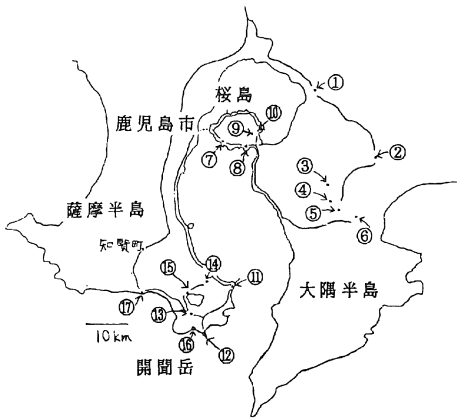 ①
桜島
⑩
鹿児島市
⑨
②
⑦
⑧
③
④
薩摩半島
⑤
⑥
知覧町
⑭
⑮
⑪
大隅半島
⑰
⑬
10km
⑯
⑫
開聞岳